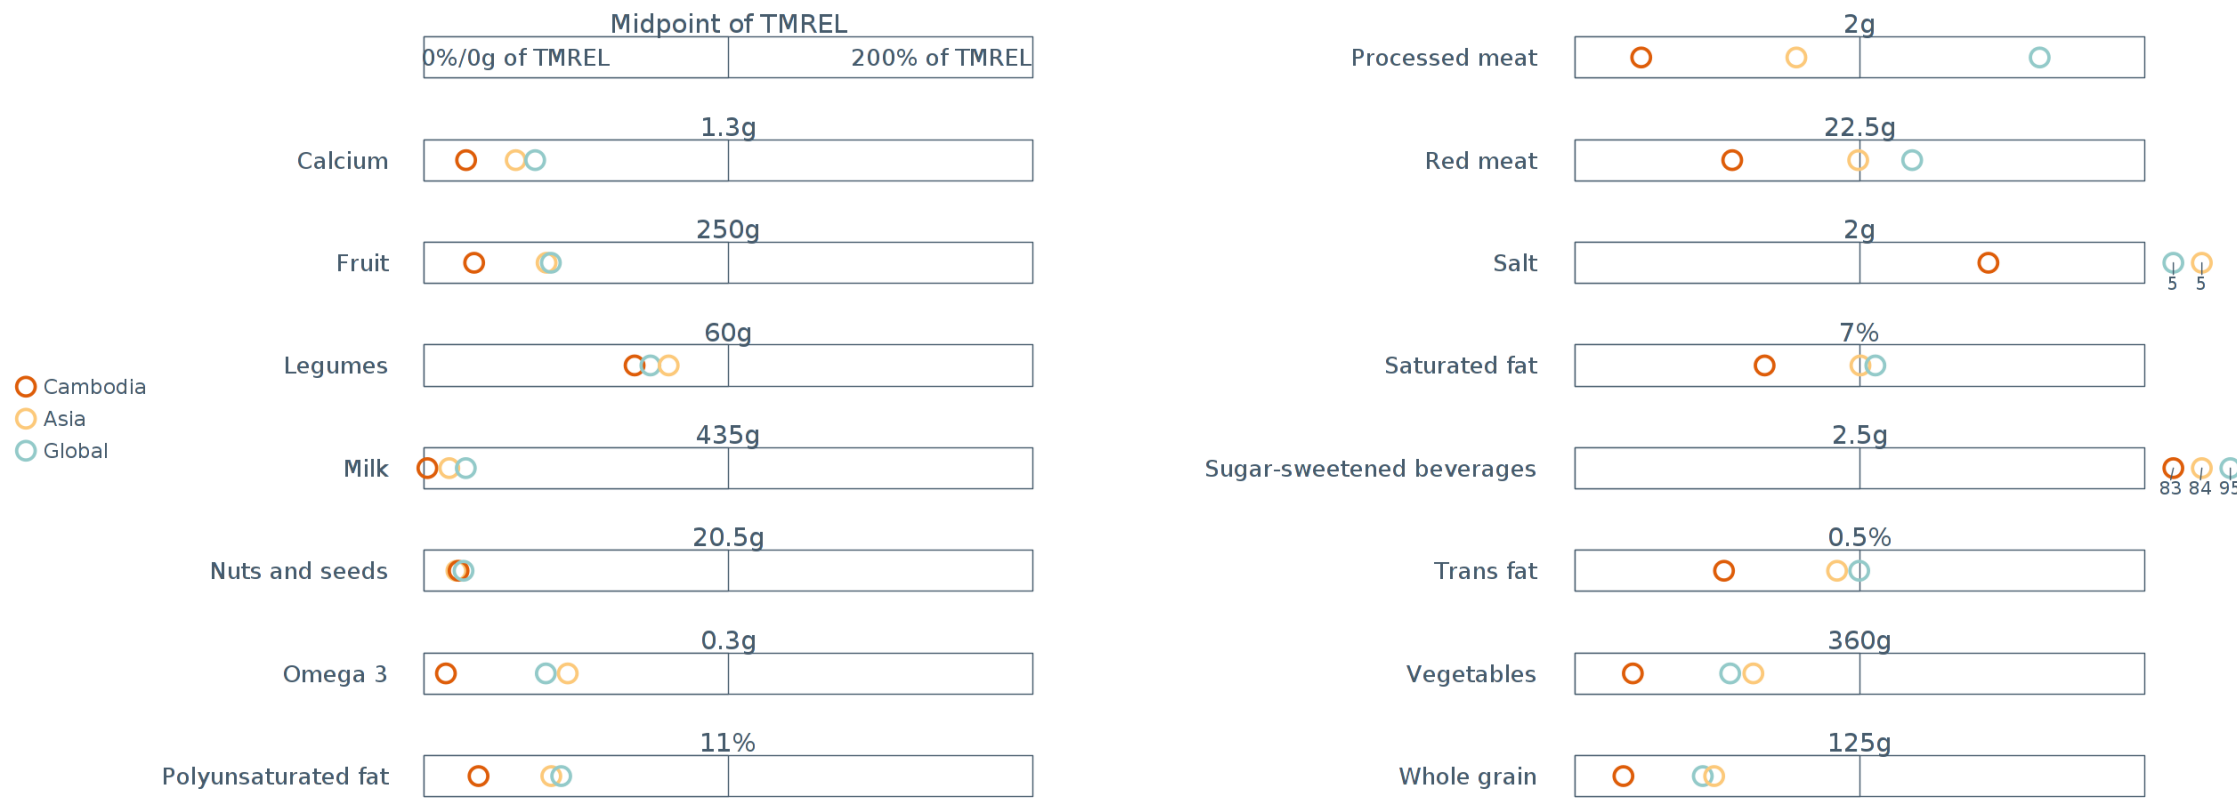 Midpoint of TMREL
0%/0g of TMREL
200% of TMREL
Calcium
1.3g
Fruit
250g
Legumes
60g
Milk
435g
Nuts and seeds
20.5g
Omega 3
0.3g
Polyunsaturated fat
11%
Cambodia
Asia
Global
Processed meat
2g
Red meat
22.5g
Salt
2g
5 5
Saturated fat
7%
Sugar-sweetened beverages
2.5g
83 84 95
Trans fat
0.5%
Vegetables
360g
Whole grain
125g